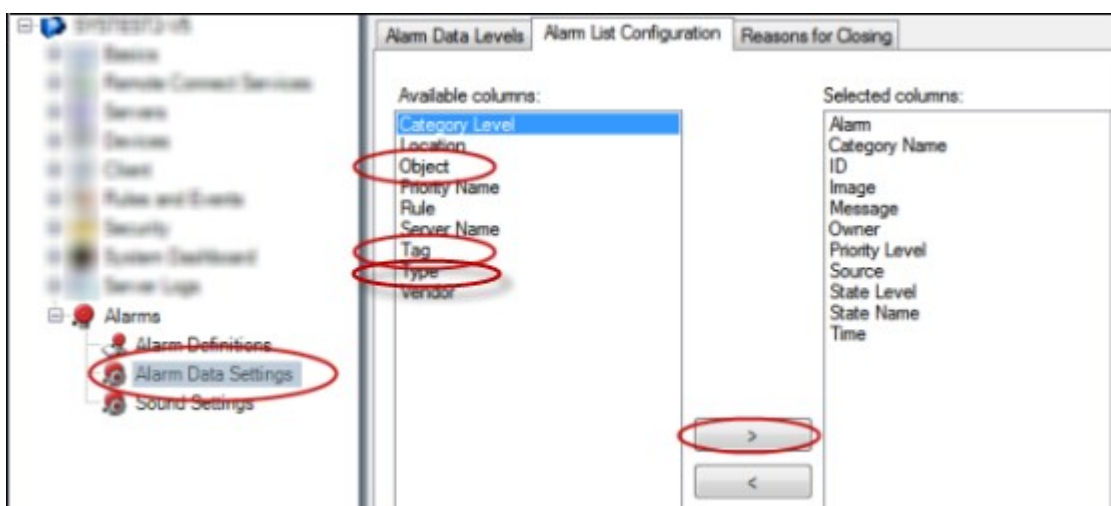 Alarms
Alarm Definitions
Alarm Data Settings
Sound Settings
Alarm Data Levels
Alarm List Configuration
Reasons for Closing
Available columns:
Category Level
Location
Object
Priority Name
Rule
Server Name
Tag
Type
Vendor
>
<
Selected columns:
Alarm
Category Name
ID
Image
Message
Owner
Priority Level
Source
State Level
State Name
Time